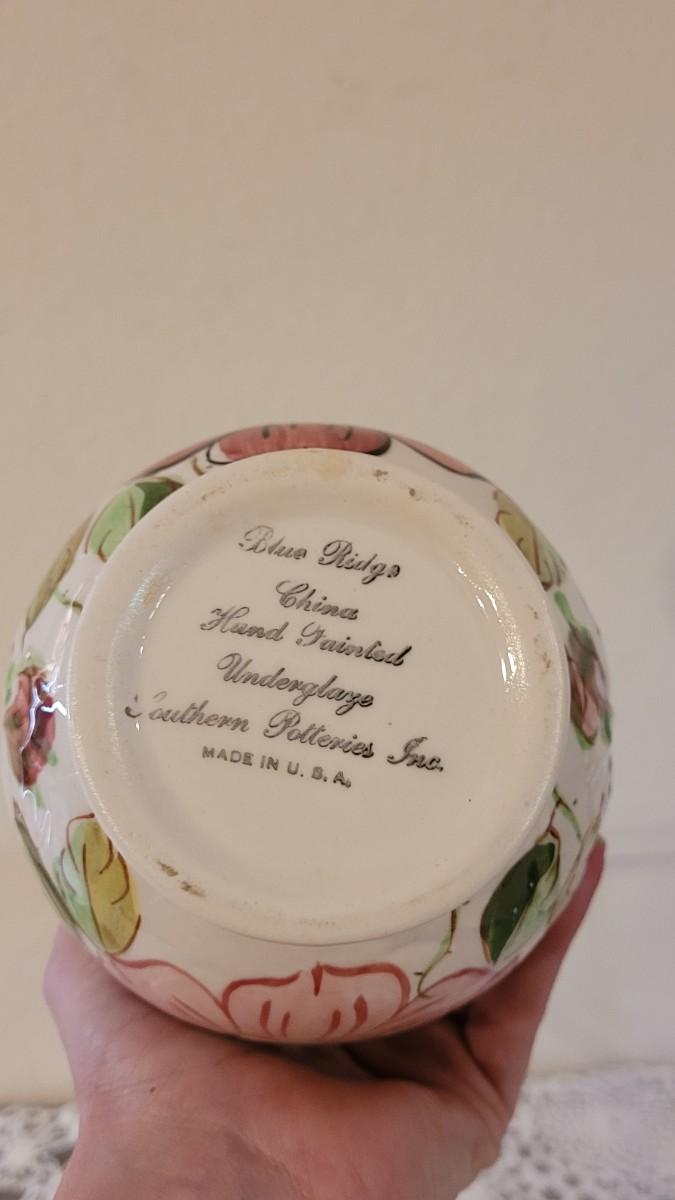 Blue Ridge
China
Hand Painted
Underglaze
Southern Potteries Inc.
MADE IN U.S.A.